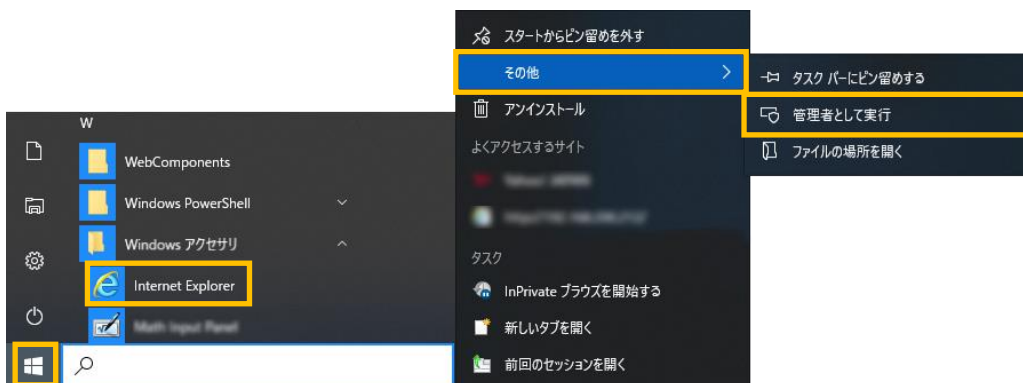 W
WebComponents
Windows PowerShell
Windows アクセサリ
Internet Explorer
Math Input Panel
スタートからピン留めを外す
その他
アンインストール
よくアクセスするサイト
タスク
InPrivate ブラウズを開始する
新しいタブを開く
前回のセッションを開く
タスク バーにピン留めする
管理者として実行
ファイルの場所を開く